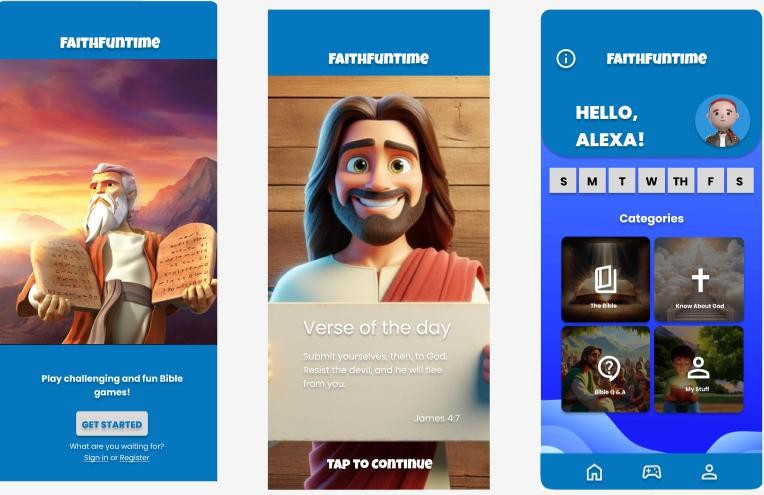 FAITHFUNTIME
Play challenging and fun Bible
games!
GET STARTED
What are you waiting for?
Sign In or Register
FAITHFUNTIME
Verse of the day
Submit yourselves, then, to God.
Resist the devil, and he will flee
from you.
James 4:7
TAP TO CONTINUE
FAITHFUNTIME
HELLO,
ALEXA!
S M T W TH F S
Categories
The Bible
Know About God
Bible Q & A
My Stuff